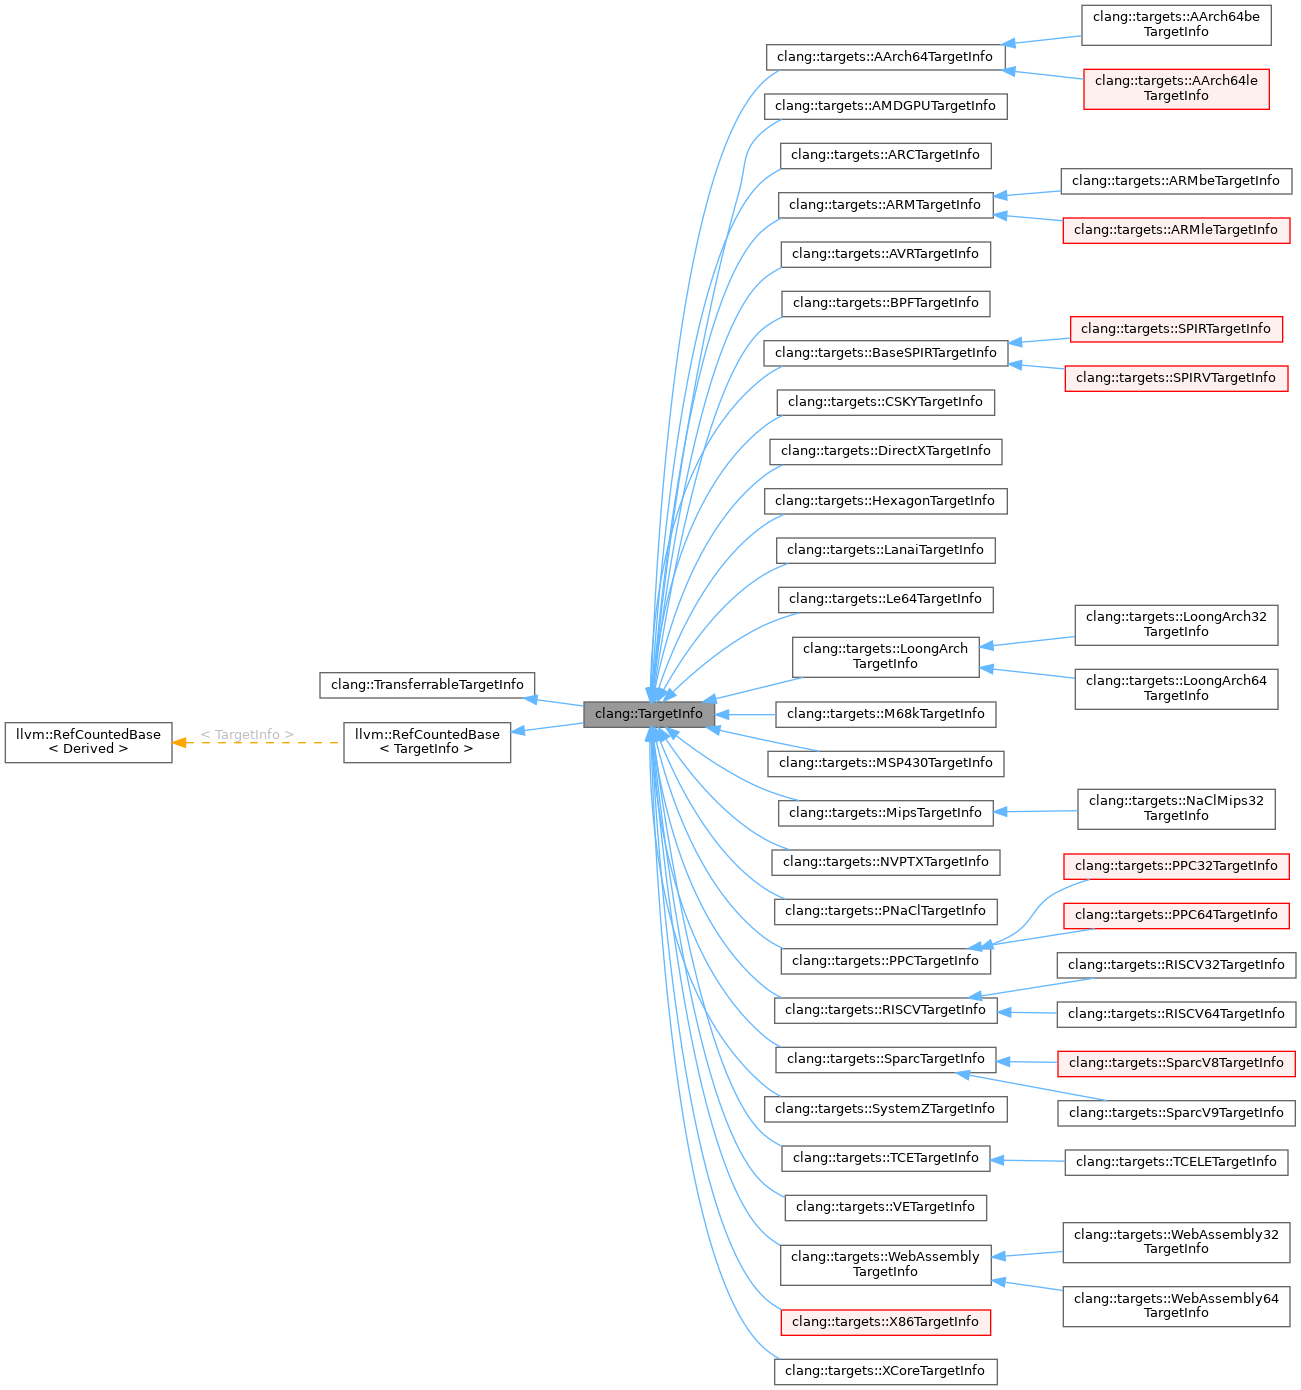 clang::targets::AArch64be
TargetInfo
clang::targets::AArch64TargetInfo
clang::targets::AArch64le
TargetInfo
clang::targets::AMDGPUTargetInfo
clang::targets::ARCTargetInfo
clang::targets::ARMbeTargetInfo
clang::targets::ARMTargetInfo
clang::targets::ARMleTargetInfo
clang::targets::AVRTargetInfo
clang::targets::BPFTargetInfo
clang::targets::SPIRTargetInfo
clang::targets::BaseSPIRTargetInfo
clang::targets::SPIRVTargetInfo
clang::targets::CSKYTargetInfo
clang::targets::DirectXTargetInfo
clang::targets::HexagonTargetInfo
clang::targets::LanaiTargetInfo
clang::targets::Le64TargetInfo
clang::targets::LoongArch32
TargetInfo
clang::targets::LoongArch
TargetInfo
clang::targets::LoongArch64
TargetInfo
clang::TransferrableTargetInfo
clang::TargetInfo
clang::targets::M68kTargetInfo
llvm::RefCountedBase
< Derived >
< TargetInfo >
llvm::RefCountedBase
< TargetInfo >
clang::targets::MSP430TargetInfo
clang::targets::NaClMips32
TargetInfo
clang::targets::MipsTargetInfo
clang::targets::NVPTXTargetInfo
clang::targets::PPC32TargetInfo
clang::targets::PNaClTargetInfo
clang::targets::PPC64TargetInfo
clang::targets::PPCTargetInfo
clang::targets::RISCV32TargetInfo
clang::targets::RISCVTargetInfo
clang::targets::RISCV64TargetInfo
clang::targets::SparcTargetInfo
clang::targets::SparcV8TargetInfo
clang::targets::SystemZTargetInfo
clang::targets::SparcV9TargetInfo
clang::targets::TCETargetInfo
clang::targets::TCELETargetInfo
clang::targets::VETargetInfo
clang::targets::WebAssembly32
TargetInfo
clang::targets::WebAssembly
TargetInfo
clang::targets::WebAssembly64
TargetInfo
clang::targets::X86TargetInfo
clang::targets::XCoreTargetInfo